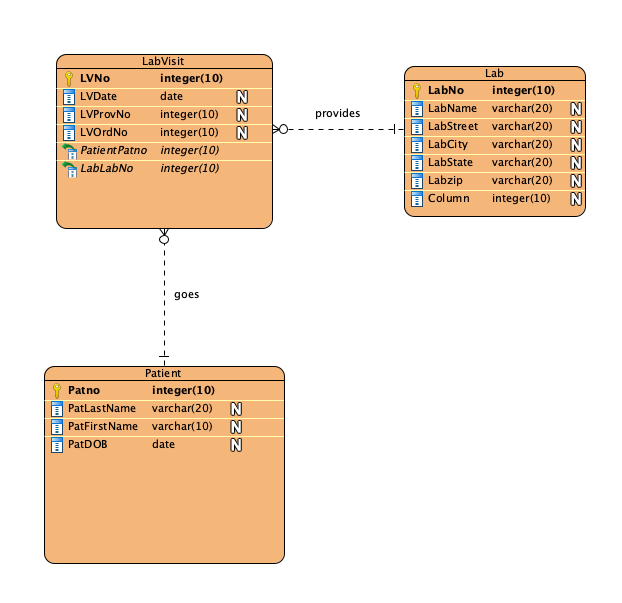 LabVisit
LVNo integer(10)
LVDate date N
LVProvNo integer(10) N
LVOrdNo integer(10) N
PatientPatno integer(10)
LabLabNo integer(10)
provides
Lab
LabNo integer(10)
LabName varchar(20) N
LabStreet varchar(20) N
LabCity varchar(20) N
LabState varchar(20) N
Labzip varchar(20) N
Column integer(10) N
goes
Patient
Patno integer(10)
PatLastName varchar(20) N
PatFirstName varchar(10) N
PatDOB date N